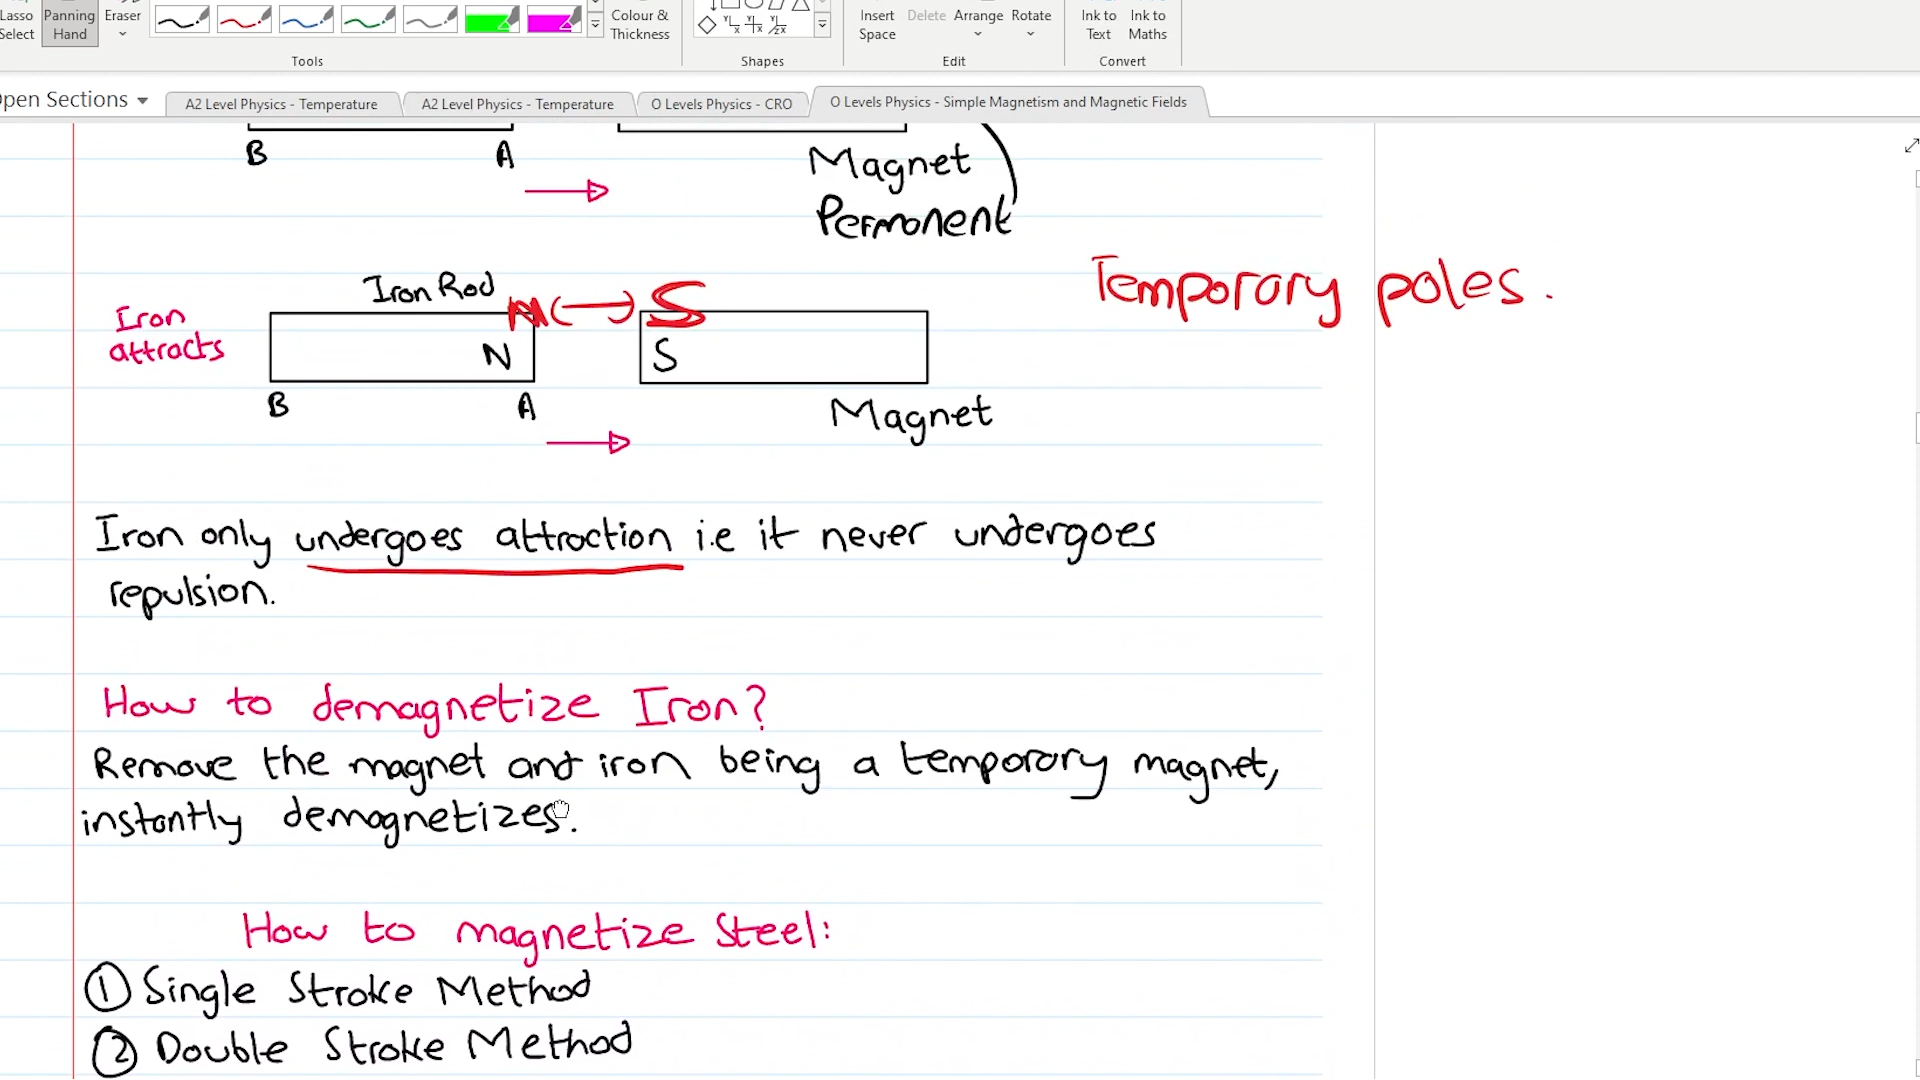 Lasso
Select
Panning
Hand
Eraser
Colour &
Thickness
Insert
Space
Delete
Arrange
Rotate
Ink to
Text
Ink to
Maths
Tools
Shapes
Edit
Convert
Open Sections
A2 Level Physics - Temperature
A2 Level Physics - Temperature
O Levels Physics - CRO
O Levels Physics - Simple Magnetism and Magnetic Fields
B
A
Magnet
Permonent
Temporary poles.
Iron Rod
N
S
Iron
attracts
N
S
B
A
Magnet
Iron only undergoes attraction i.e it never undergoes
repulsion.
How to demagnetize Iron?
Remove the magnet and iron being a temporary magnet,
instantly demagnetizes.
How to magnetize Steel:
1 Single Stroke Method
2 Double Stroke Method